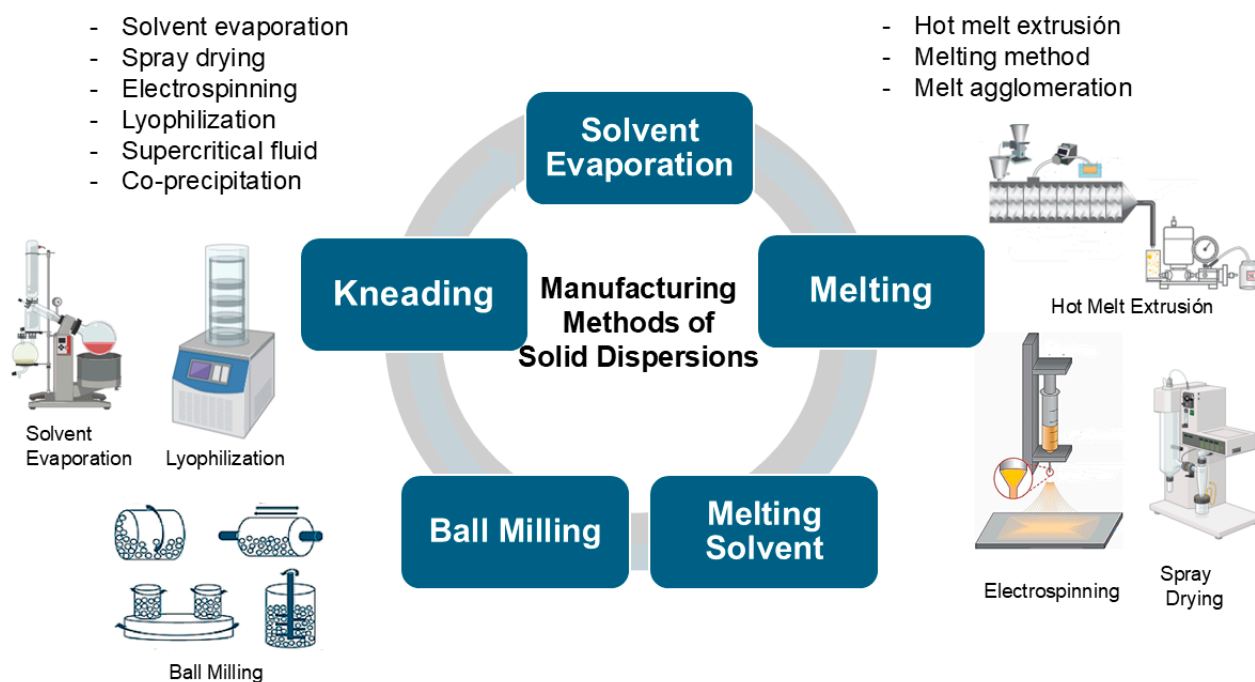 - Solvent evaporation
- Spray drying
- Electrospinning
- Lyophilization
- Supercritical fluid
- Co-precipitation
- Hot melt extrusión
- Melting method
- Melt agglomeration
Solvent
Evaporation
Kneading
Manufacturing
Methods of
Solid Dispersions
Melting
Hot Melt Extrusión
Solvent
Evaporation
Lyophilization
Ball Milling
Melting
Solvent
Electrospinning
Spray
Drying
Ball Milling